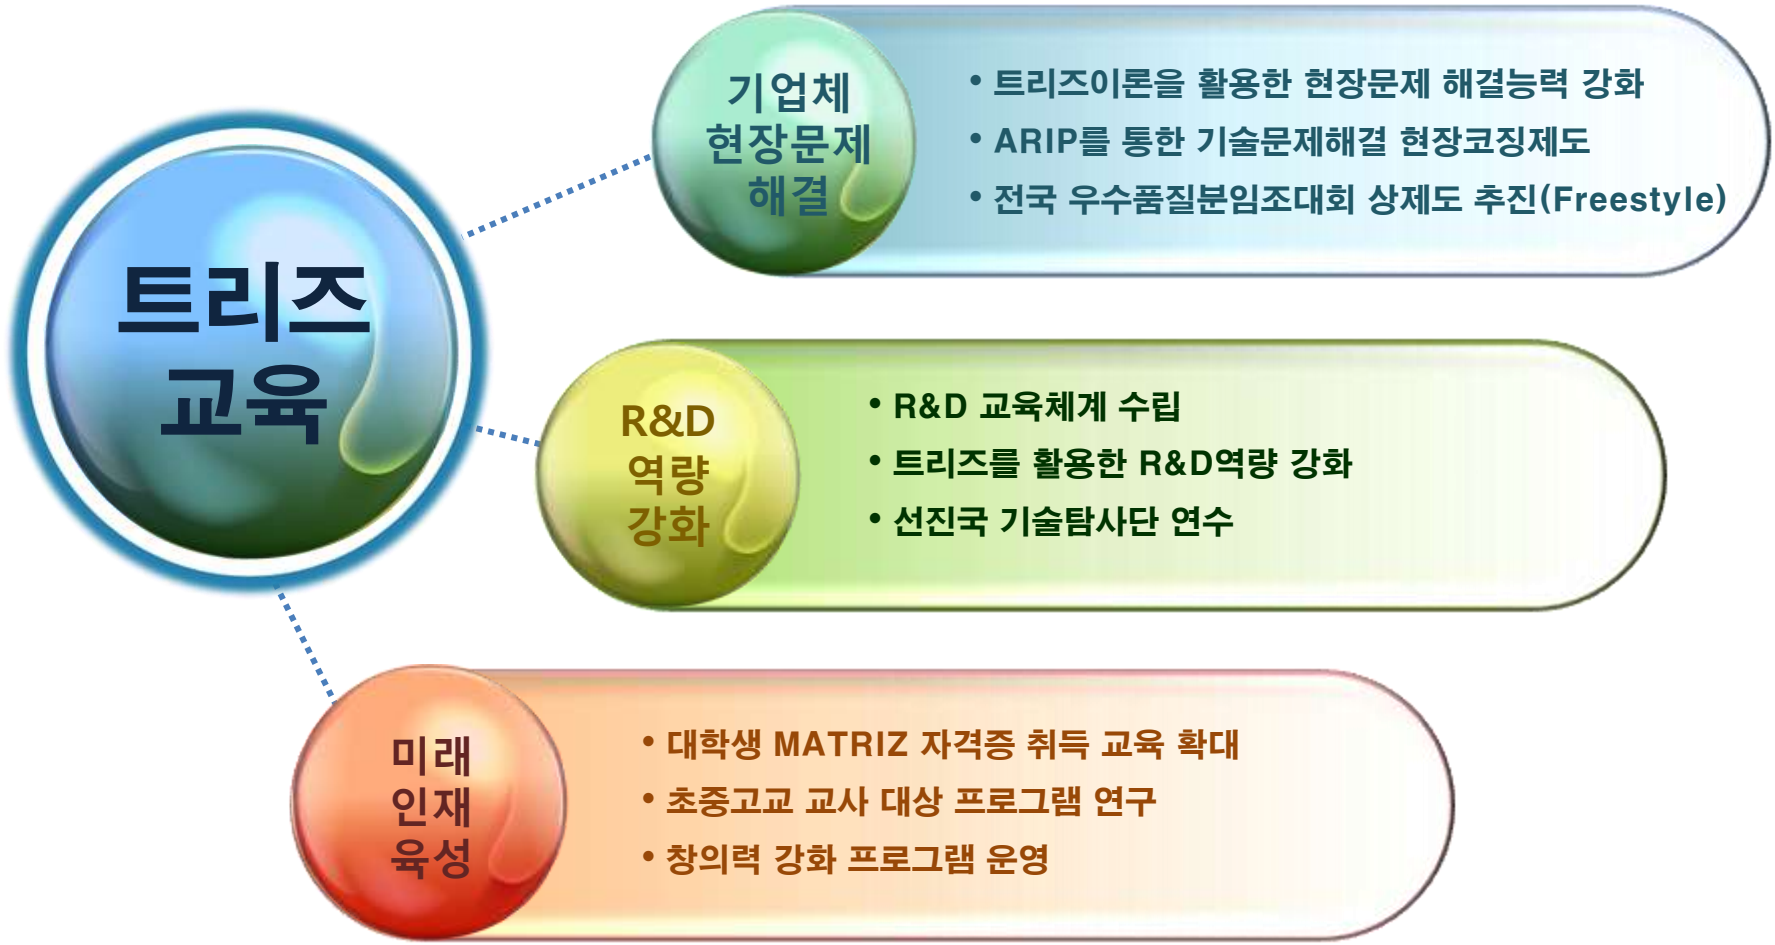 트리즈
교육
기업체
현장문제
해결
• 트리즈이론을 활용한 현장문제 해결능력 강화
• ARIP를 통한 기술문제해결 현장코징제도
• 전국 우수품질분임조대회 상제도 추진(Freestyle)
R&D
역량
강화
• R&D 교육체계 수립
• 트리즈를 활용한 R&D역량 강화
• 선진국 기술탐사단 연수
미래
인재
육성
• 대학생 MATRIZ 자격증 취득 교육 확대
• 초중고교 교사 대상 프로그램 연구
• 창의력 강화 프로그램 운영